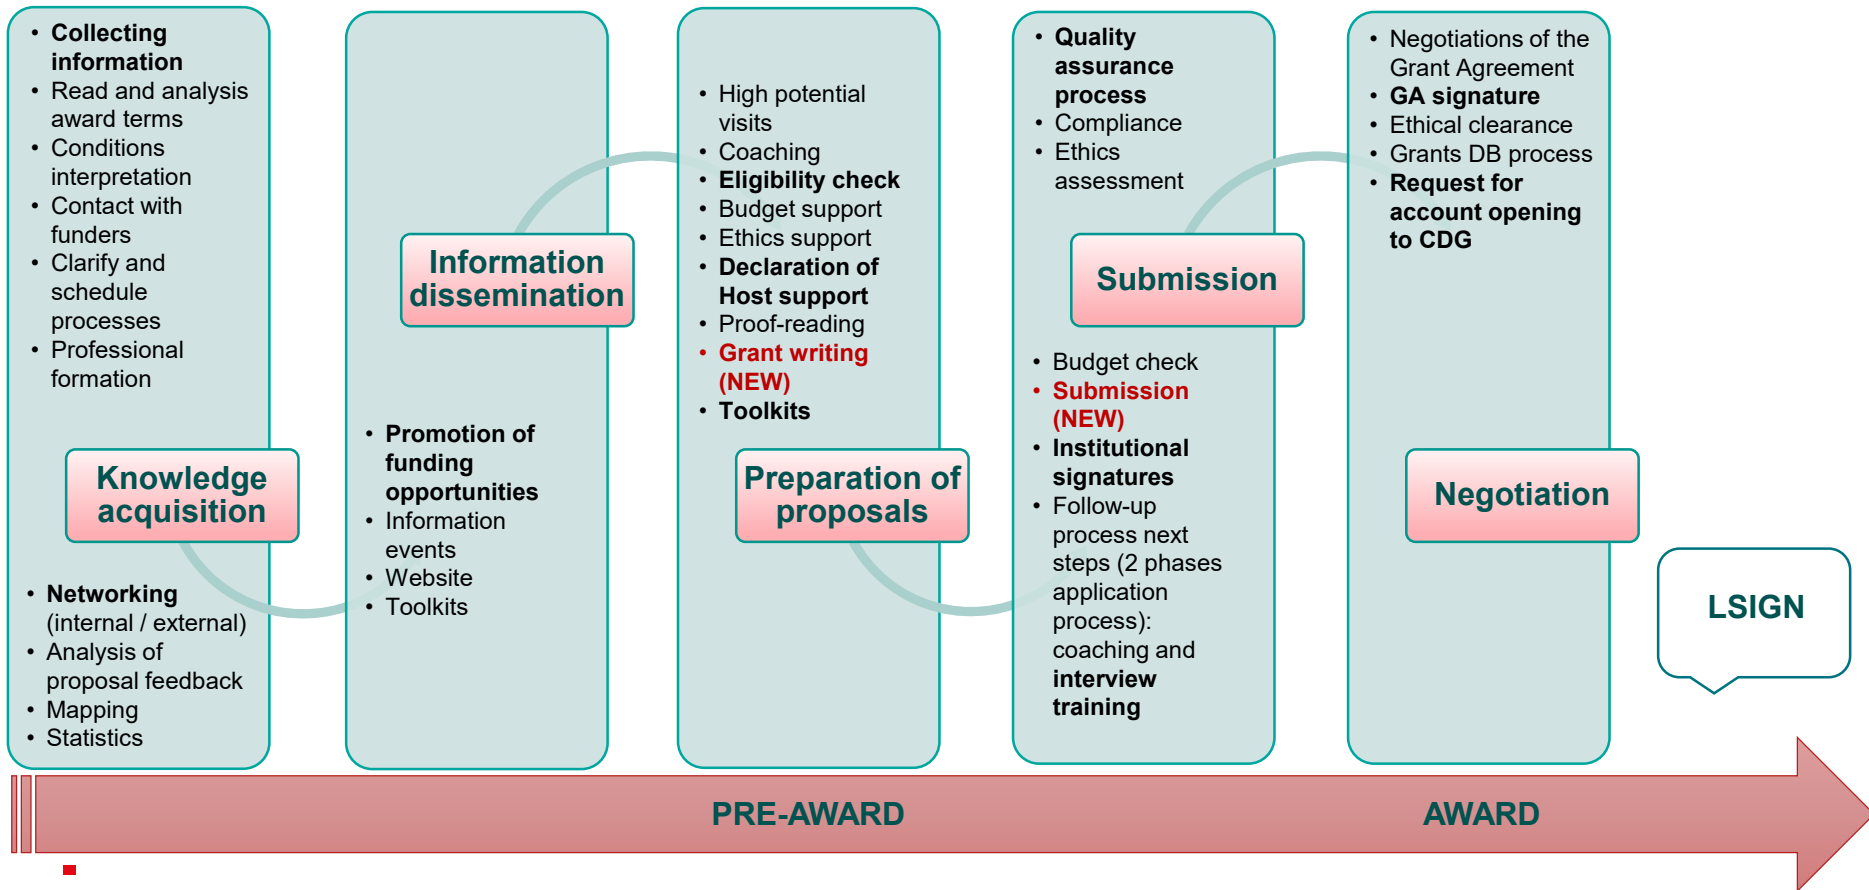 • Collecting
information
• Read and analysis
award terms
• Conditions
interpretation
• Contact with
funders
• Clarify and
schedule
processes
• Professional
formation
Knowledge
acquisition
• Networking
(internal / external)
• Analysis of
proposal feedback
• Mapping
• Statistics
Information
dissemination
• Promotion of
funding
opportunities
• Information
events
• Website
• Toolkits
• High potential
visits
• Coaching
• Eligibility check
• Budget support
• Ethics support
• Declaration of
Host support
• Proof-reading
• Grant writing
(NEW)
• Toolkits
Preparation of
proposals
• Quality
assurance
process
• Compliance
• Ethics
assessment
Submission
• Budget check
• Submission
(NEW)
• Institutional
signatures
• Follow-up
process next
steps (2 phases
application
process):
coaching and
interview
training
• Negotiations of the
Grant Agreement
• GA signature
• Ethical clearance
• Grants DB process
• Request for
account opening
to CDG
Negotiation
LSIGN
PRE-AWARD
AWARD